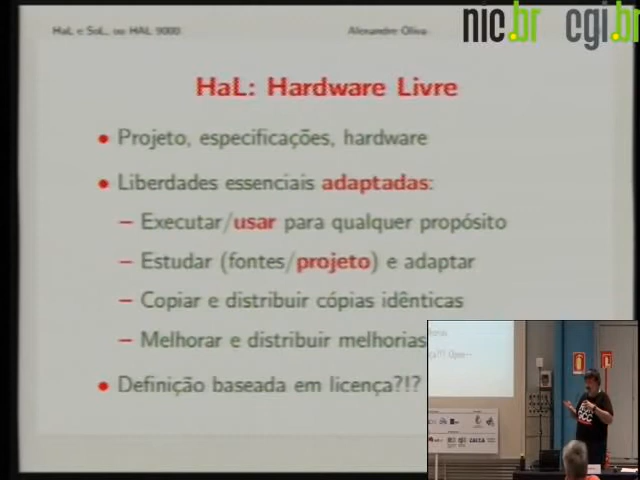 HaL e SoL, ou HAL 9000
Alexandre Oliva
nic.br cgi.br
HaL: Hardware Livre
• Projeto, especificações, hardware
• Liberdades essenciais adaptadas:
– Executar/usar para qualquer propósito
– Estudar (fontes/projeto) e adaptar
– Copiar e distribuir cópias idênticas
– Melhorar e distribuir melhorias
• Definição baseada em licença?!?